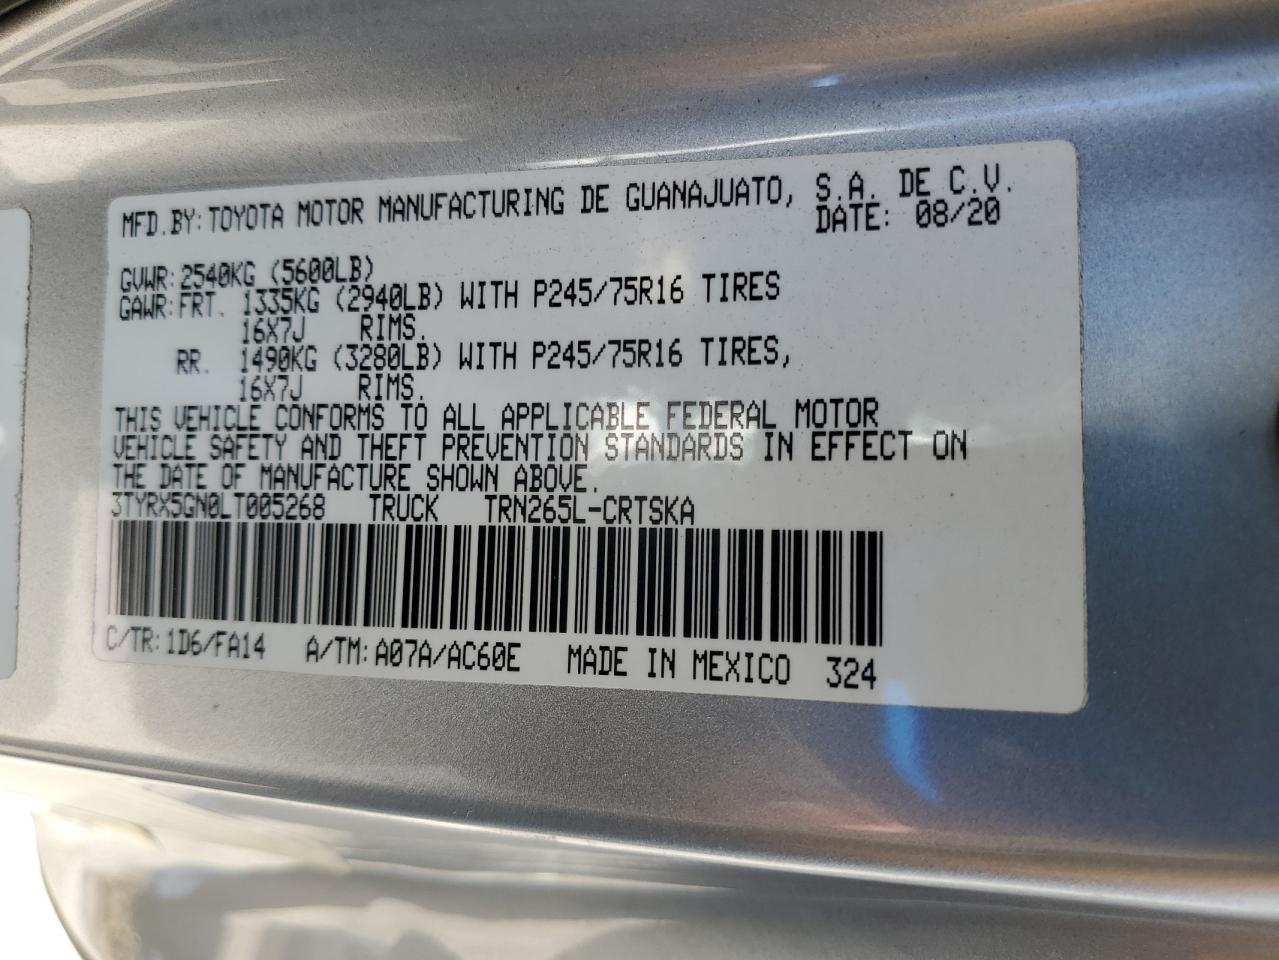 MFD.BY: TOYOTA MOTOR MANUFACTURING DE GUANAJUATO, S.A. DE C.V.
DATE: 08/20
GVWR: 2540KG (5600LB)
GAWR: FRT. 1335KG (2940LB) WITH P245/75R16 TIRES
16X7J RIMS.
RR. 1490KG (3280LB) WITH P245/75R16 TIRES,
16X7J RIMS.
THIS VEHICLE CONFORMS TO ALL APPLICABLE FEDERAL MOTOR
VEHICLE SAFETY AND THEFT PREVENTION STANDARDS IN EFFECT ON
THE DATE OF MANUFACTURE SHOWN ABOVE.
3TYRX5GN0LT005268 TRUCK TRN265L-CRTSKA
C/TR: 1D6/FA14 A/TM: A07A/AC60E MADE IN MEXICO 324